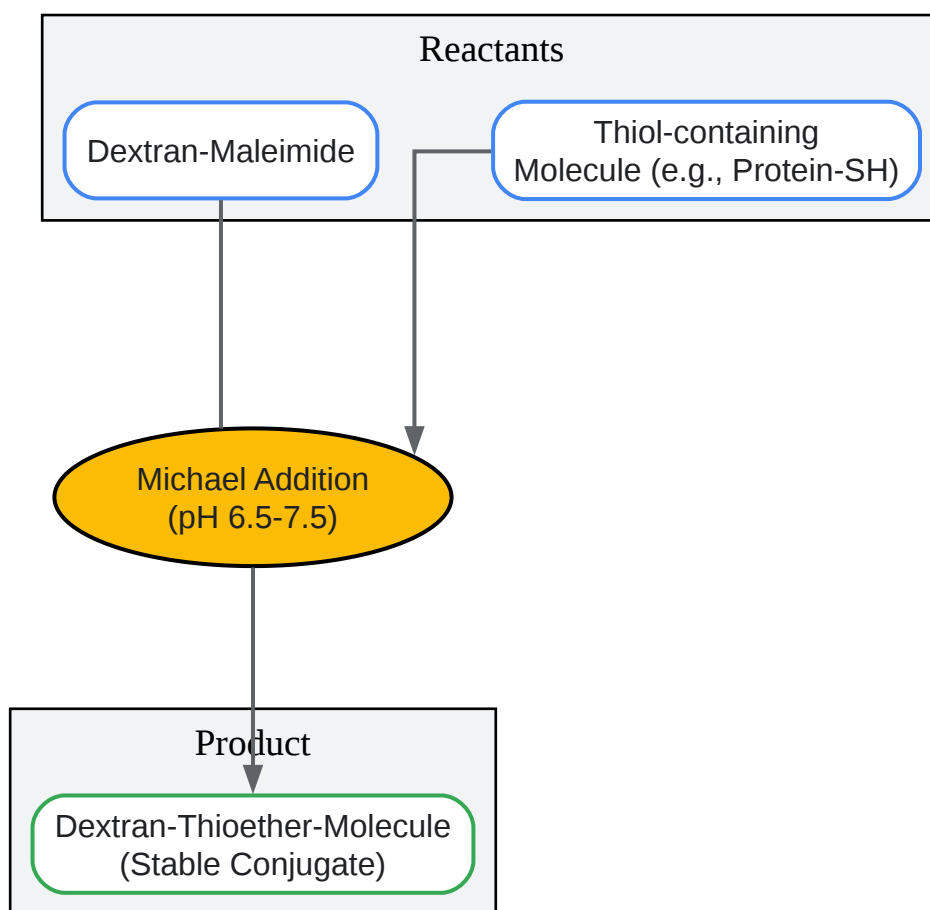 Reactants
Dextran-Maleimide
Thiol-containing
Molecule (e.g., Protein-SH)
Michael Addition
(pH 6.5-7.5)
Product
Dextran-Thioether-Molecule
(Stable Conjugate)